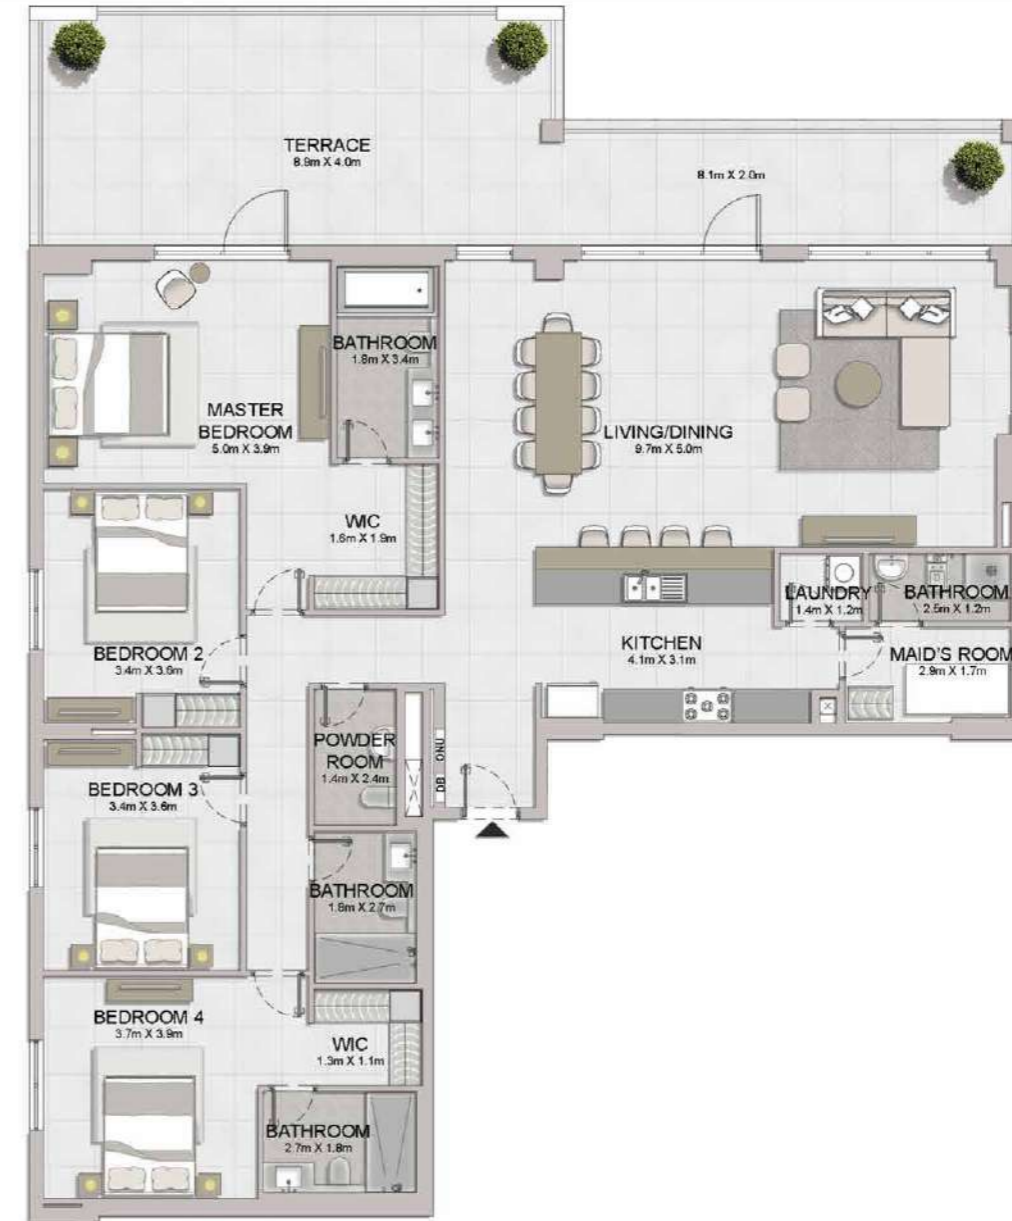 TERRACE
8.9m X 4.0m
8.1m X 2.0m
BATHROOM
1.8m X 3.4m
MASTER
BEDROOM
5.0m X 3.9m
LIVING/DINING
9.7m X 5.0m
WIC
1.6m X 1.9m
LAUNDRY
1.4m X 1.2m
BATHROOM
2.5m X 1.2m
KITCHEN
4.1m X 3.1m
MAID'S ROOM
2.9m X 1.7m
BEDROOM 2
3.4m X 3.6m
POWDER
ROOM
1.4m X 2.4m
DB ONU
BEDROOM 3
3.4m X 3.6m
BATHROOM
1.8m X 2.7m
BEDROOM 4
3.7m X 3.9m
WIC
1.3m X 1.1m
BATHROOM
2.7m X 1.8m